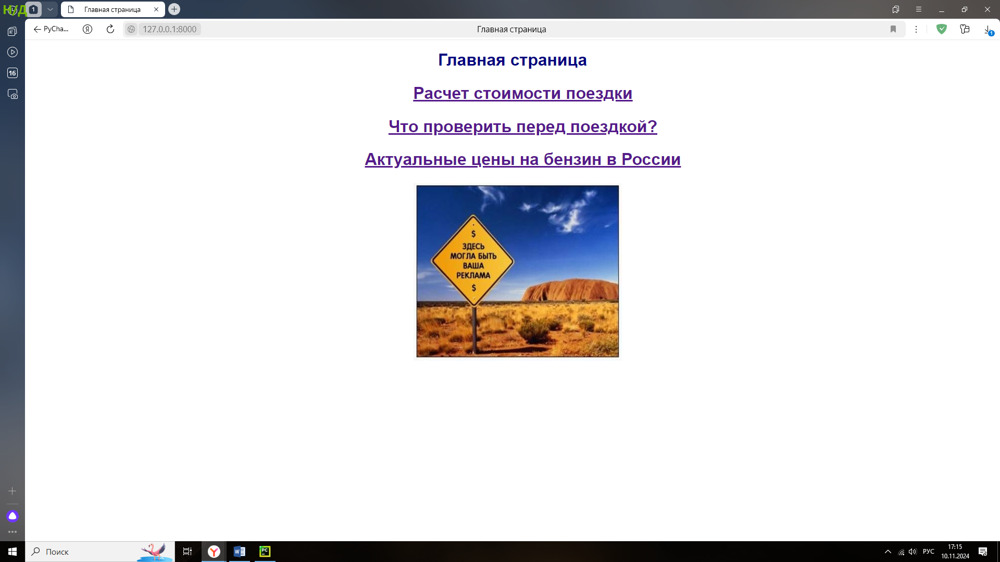 Н/Д
1
Главная страница
PyCha...
127.0.0.1:8000
Главная страница
1
16
Главная страница
Расчет стоимости поездки
Что проверить перед поездкой?
Актуальные цены на бензин в России
$
ЗДЕСЬ
МОГЛА БЫТЬ
ВАША
РЕКЛАМА
$
Поиск
W
PC
РУС
17:15
10.11.2024